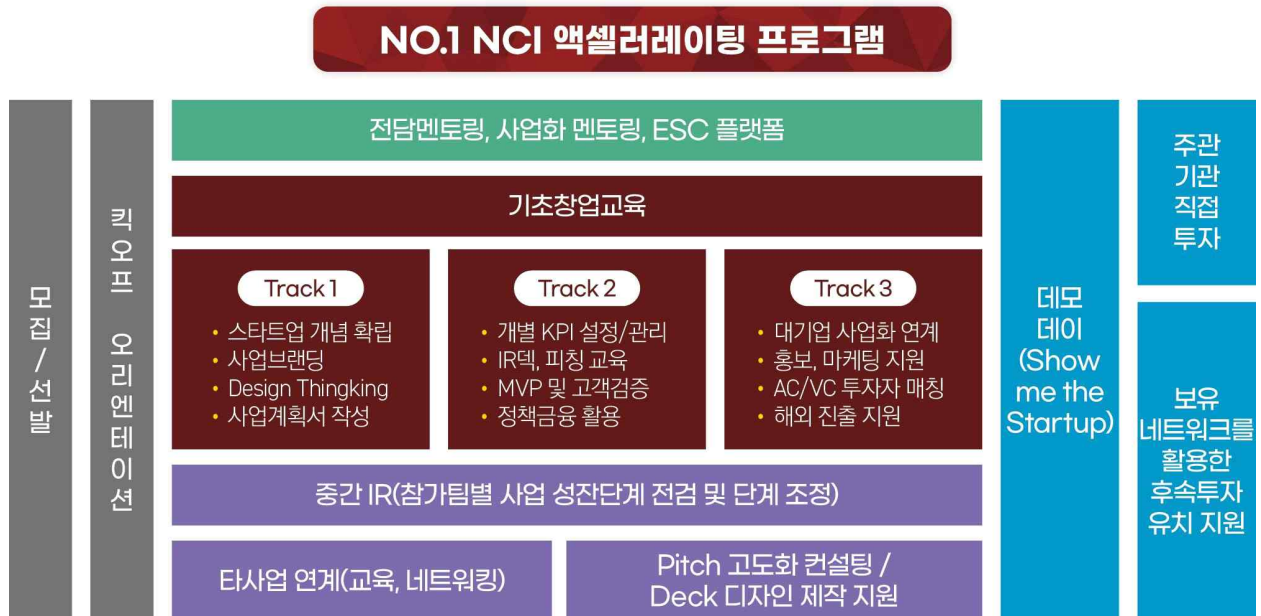 NO.1 NCI 액셀러레이팅 프로그램
모집/선발
킥오프 오리엔테이션
전담멘토링, 사업화 멘토링, ESC 플랫폼
기초창업교육
Track 1
• 스타트업 개념 확립
• 사업브랜딩
• Design Thingking
• 사업계획서 작성
Track 2
• 개별 KPI 설정/관리
• IR덱, 피칭 교육
• MVP 및 고객검증
• 정책금융 활용
Track 3
• 대기업 사업화 연계
• 홍보, 마케팅 지원
• AC/VC 투자자 매칭
• 해외 진출 지원
중간 IR(참가팀별 사업 성잔단계 전검 및 단계 조정)
타사업 연계(교육, 네트워킹)
Pitch 고도화 컨설팅 /
Deck 디자인 제작 지원
데모
데이
(Show
me the
Startup)
주관
기관
직접
투자
보유
네트워크를
활용한
후속투자
유치 지원